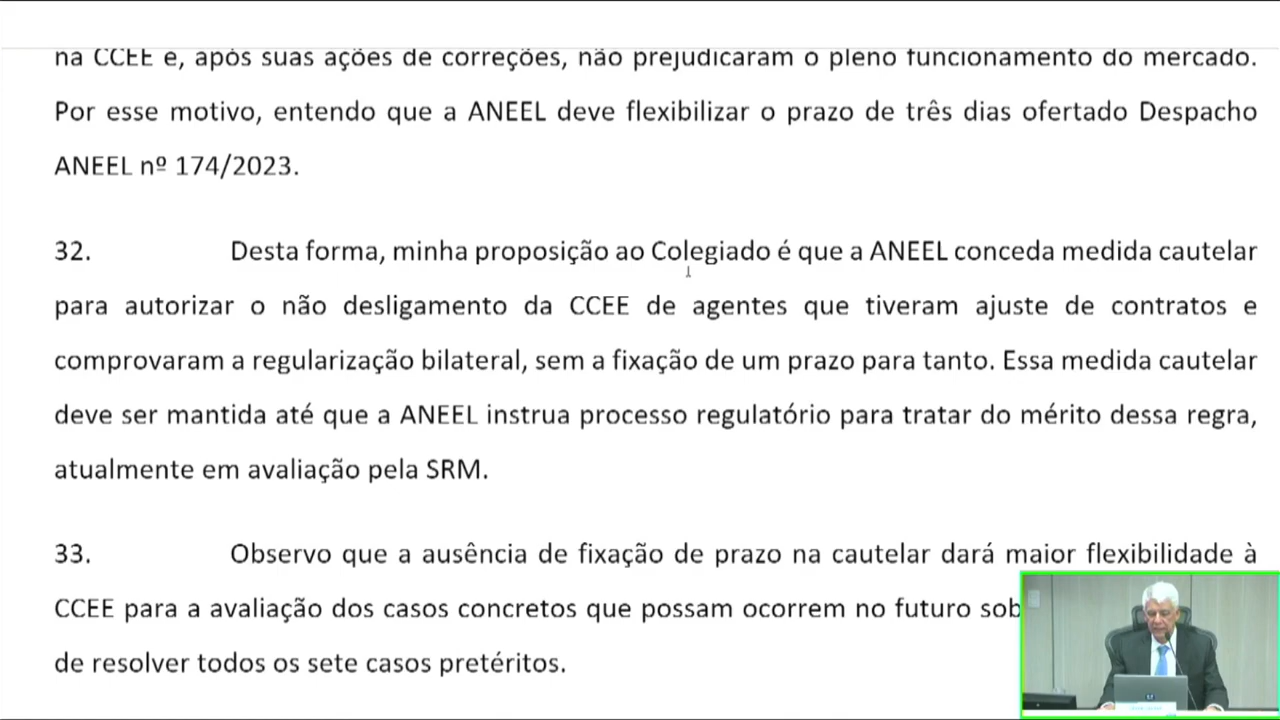 na CCEE e, após suas ações de correções, não prejudicaram o pleno funcionamento do mercado.
Por esse motivo, entendo que a ANEEL deve flexibilizar o prazo de três dias ofertado Despacho
ANEEL nº 174/2023.
32. Desta forma, minha proposição ao Colegiado é que a ANEEL conceda medida cautelar
para autorizar o não desligamento da CCEE de agentes que tiveram ajuste de contratos e
comprovaram a regularização bilateral, sem a fixação de um prazo para tanto. Essa medida cautelar
deve ser mantida até que a ANEEL instrua processo regulatório para tratar do mérito dessa regra,
atualmente em avaliação pela SRM.
33. Observo que a ausência de fixação de prazo na cautelar dará maior flexibilidade à
CCEE para a avaliação dos casos concretos que possam ocorrem no futuro sob
de resolver todos os sete casos pretéritos.